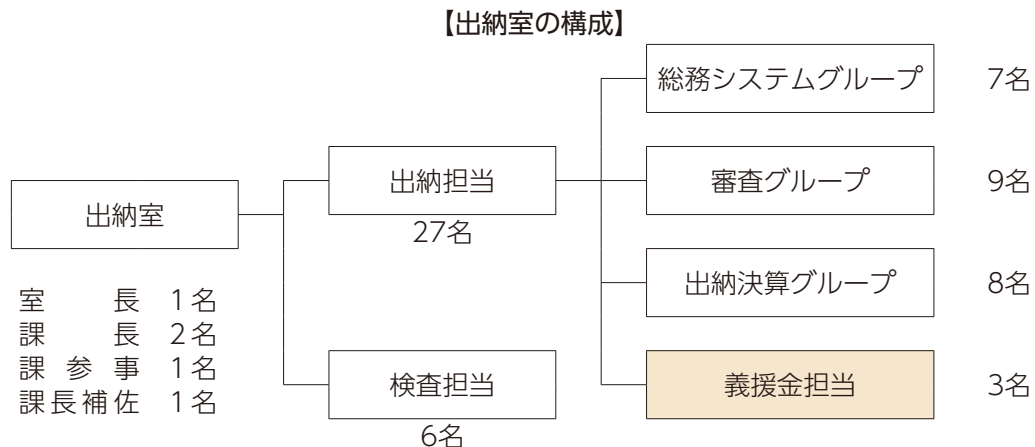 【出納室の構成】
総務システムグループ 7名
出納担当
27名
審査グループ 9名
出納室
出納決算グループ 8名
室長 1名
課長 2名
課参事 1名
課長補佐 1名
検査担当
6名
義援金担当 3名